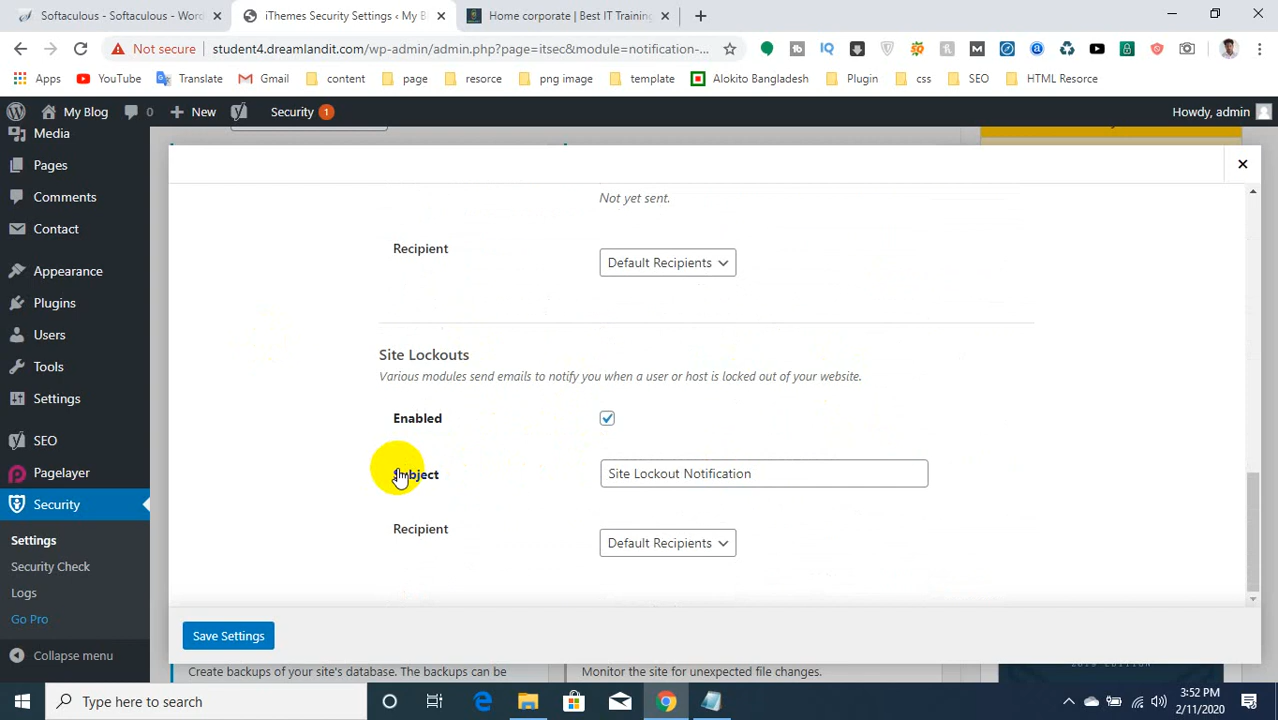 Softaculous - Softaculous - Word
iThemes Security Settings ‹ My B
Home corporate | Best IT Training
Not secure
student4.dreamlandit.com/wp-admin/admin.php?page=itsec&module=notification-...
Apps
YouTube
Translate
Gmail
content
page
resorce
png image
template
Alokito Bangladesh
Plugin
css
SEO
HTML Resorce
My Blog
0
New
Security
1
Howdy, admin
Media
Pages
Comments
Contact
Appearance
Plugins
Users
Tools
Settings
SEO
Pagelayer
Security
Settings
Security Check
Logs
Go Pro
Collapse menu
Not yet sent.
Recipient
Default Recipients
Site Lockouts
Various modules send emails to notify you when a user or host is locked out of your website.
Enabled
Subject
Site Lockout Notification
Recipient
Default Recipients
Save Settings
Create backups of your site's database. The backups can be
Monitor the site for unexpected file changes.
2019 EDITION
Type here to search
3:52 PM
2/11/2020